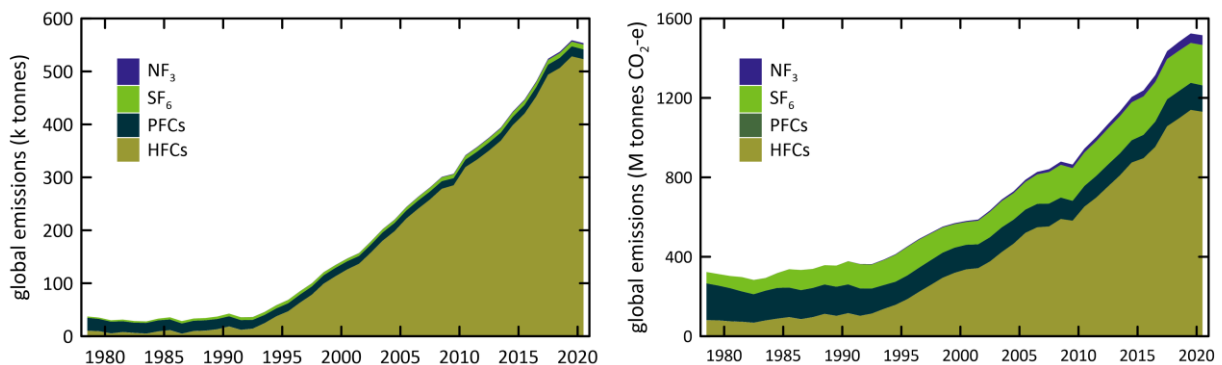 global emissions (k tonnes)
600
500
400
300
200
100
0
NF₃
SF₆
PFCs
HFCs
1980 1985 1990 1995 2000 2005 2010 2015 2020
global emissions (M tonnes CO₂-e)
1600
1200
800
400
0
NF₃
SF₆
PFCs
HFCs
1980 1985 1990 1995 2000 2005 2010 2015 2020